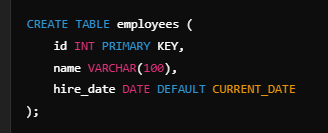 CREATE TABLE employees (
    id INT PRIMARY KEY,
    name VARCHAR(100),
    hire_date DATE DEFAULT CURRENT_DATE
);